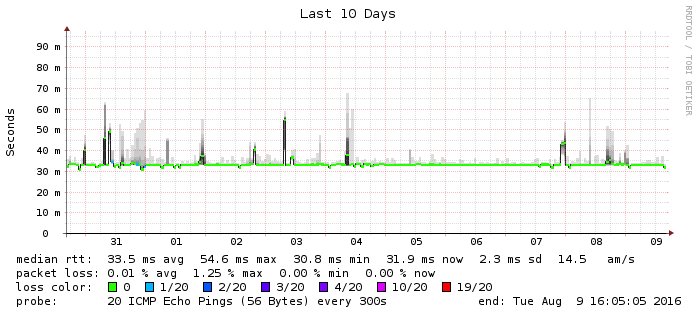 Last 10 Days
RRDTOOL / TOBI OETIKER
Seconds
90 m
80 m
70 m
60 m
50 m
40 m
30 m
20 m
10 m
0
31 01 02 03 04 05 06 07 08 09
median rtt: 33.5 ms avg 54.6 ms max 30.8 ms min 31.9 ms now 2.3 ms sd 14.5 am/s
packet loss: 0.01 % avg 1.25 % max 0.00 % min 0.00 % now
loss color: 0 1/20 2/20 3/20 4/20 10/20 19/20
probe: 20 ICMP Echo Pings (56 Bytes) every 300s end: Tue Aug 9 16:05:05 2016